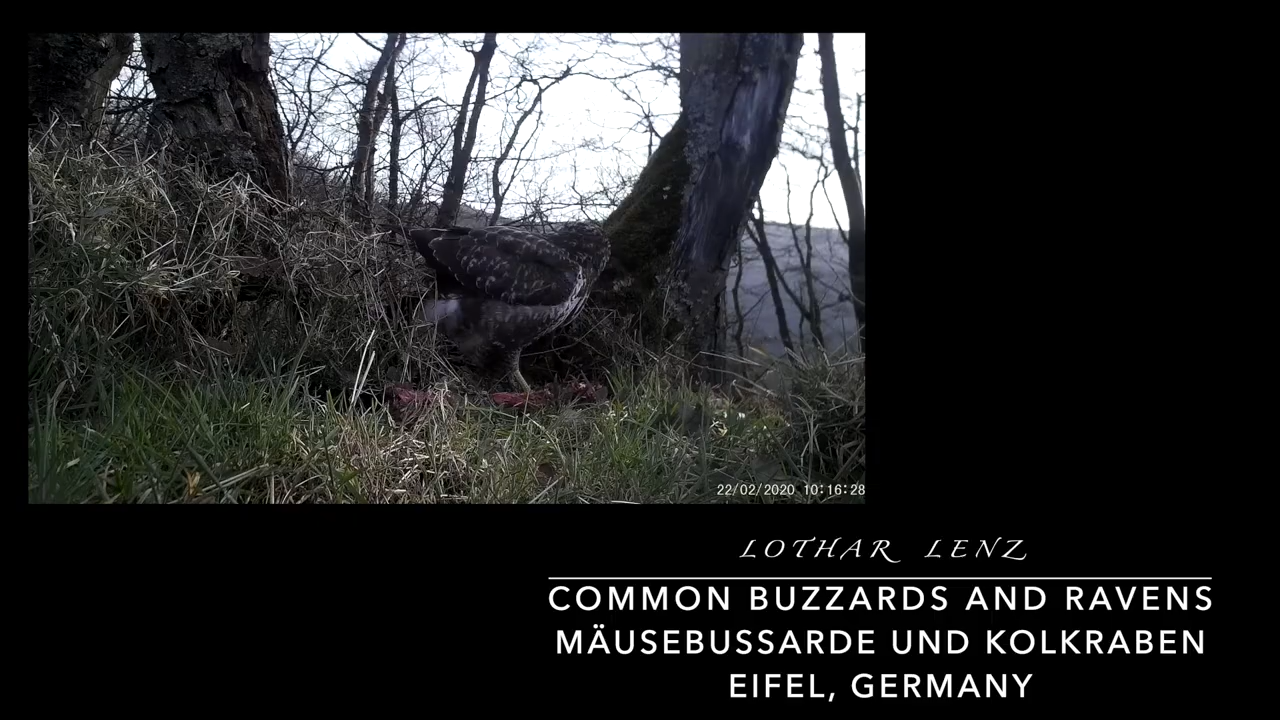 22/02/2020 10:16:28
LOTHAR LENZ
COMMON BUZZARDS AND RAVENS
MÄUSEBUSSARDE UND KOLKRABEN
EIFEL, GERMANY